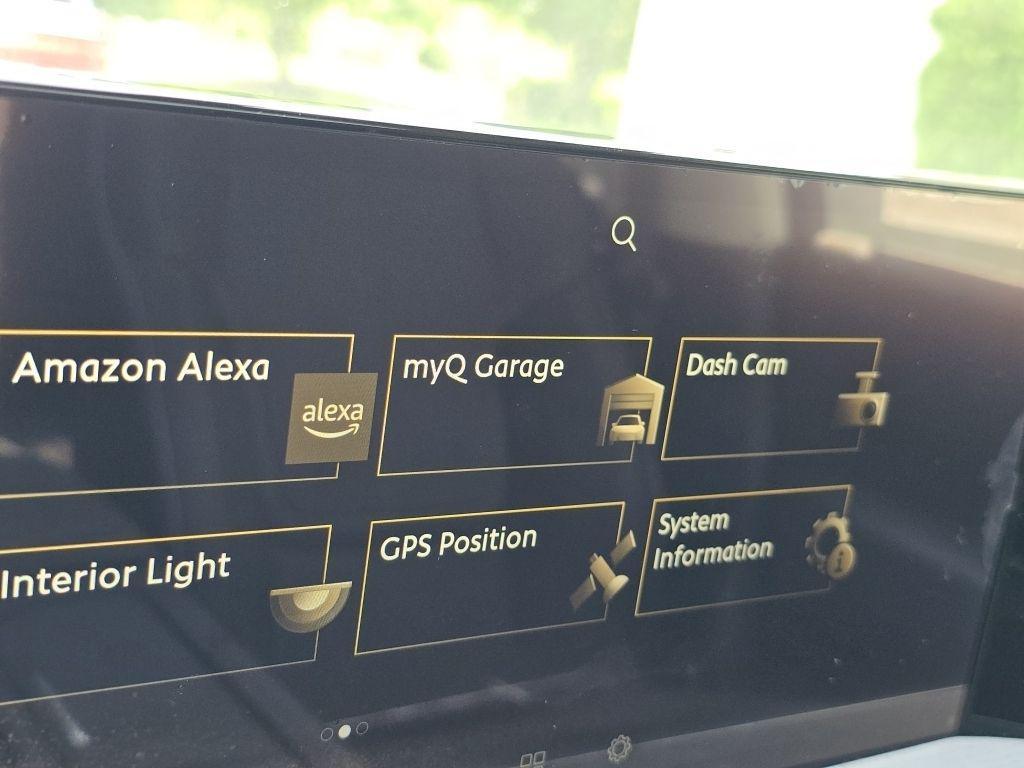 Amazon Alexa
alexa
myQ Garage
Dash Cam
Interior Light
GPS Position
System
Information
i